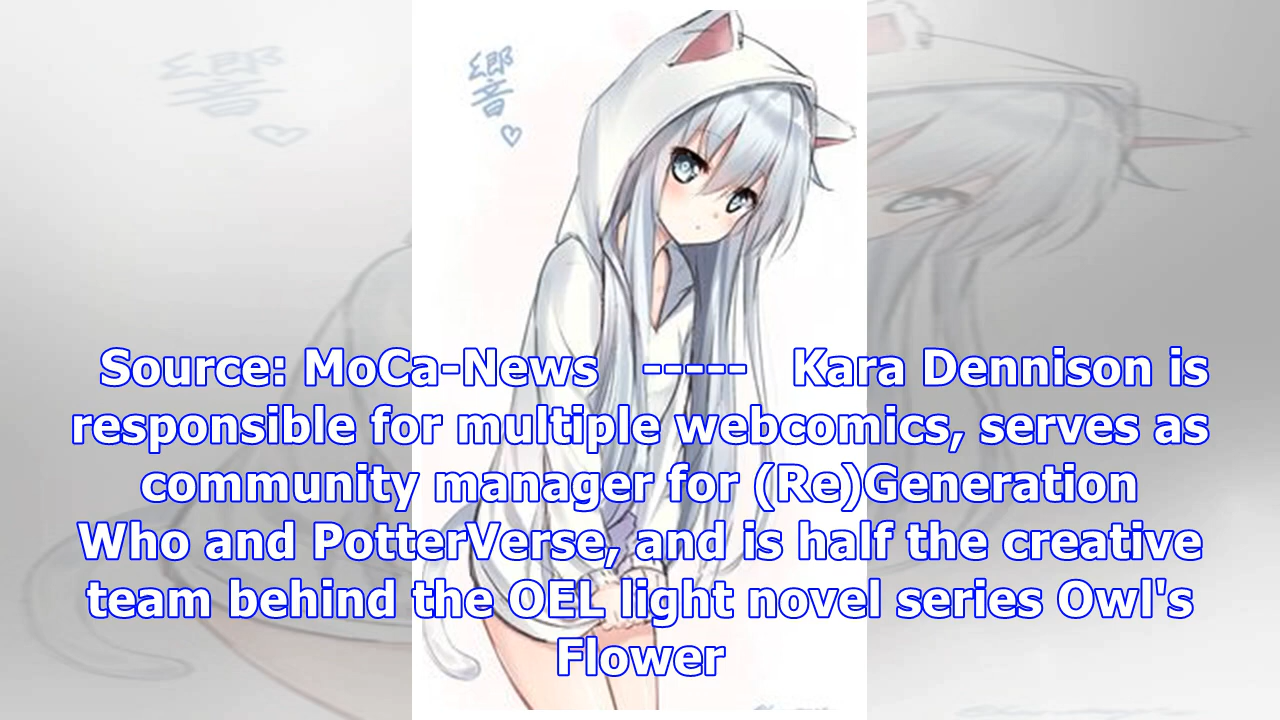 響
♡
Source: MoCa-News ----- Kara Dennison is
responsible for multiple webcomics, serves as
community manager for (Re)Generation
Who and PotterVerse, and is half the creative
team behind the OEL light novel series Owl's
Flower